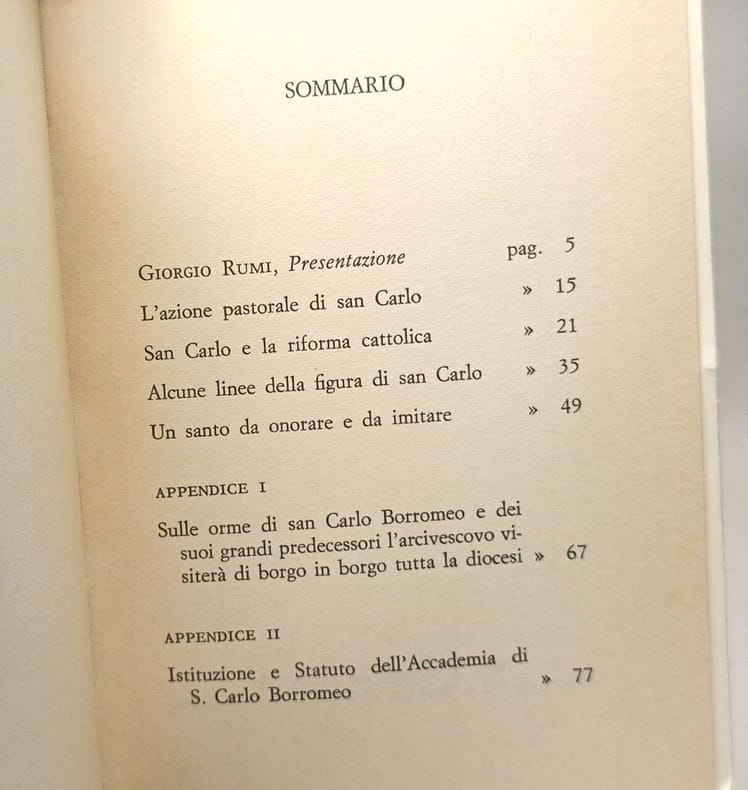 SOMMARIO
GIORGIO RUMI, Presentazione pag. 5
L'azione pastorale di san Carlo » 15
San Carlo e la riforma cattolica » 21
Alcune linee della figura di san Carlo » 35
Un santo da onorare e da imitare » 49
APPENDICE I
Sulle orme di san Carlo Borromeo e dei
suoi grandi predecessori l'arcivescovo vi-
siterà di borgo in borgo tutta la diocesi » 67
APPENDICE II
Istituzione e Statuto dell'Accademia di
S. Carlo Borromeo » 77